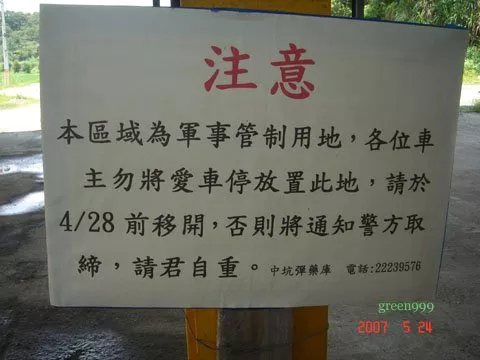 注意
本區域為軍事管制用地，各位車
主勿將愛車停放置此地，請於
4/28前移開，否則將通知警方取
締，請君自重。中坑彈藥庫 電話:22239576
green999
2007 5 24